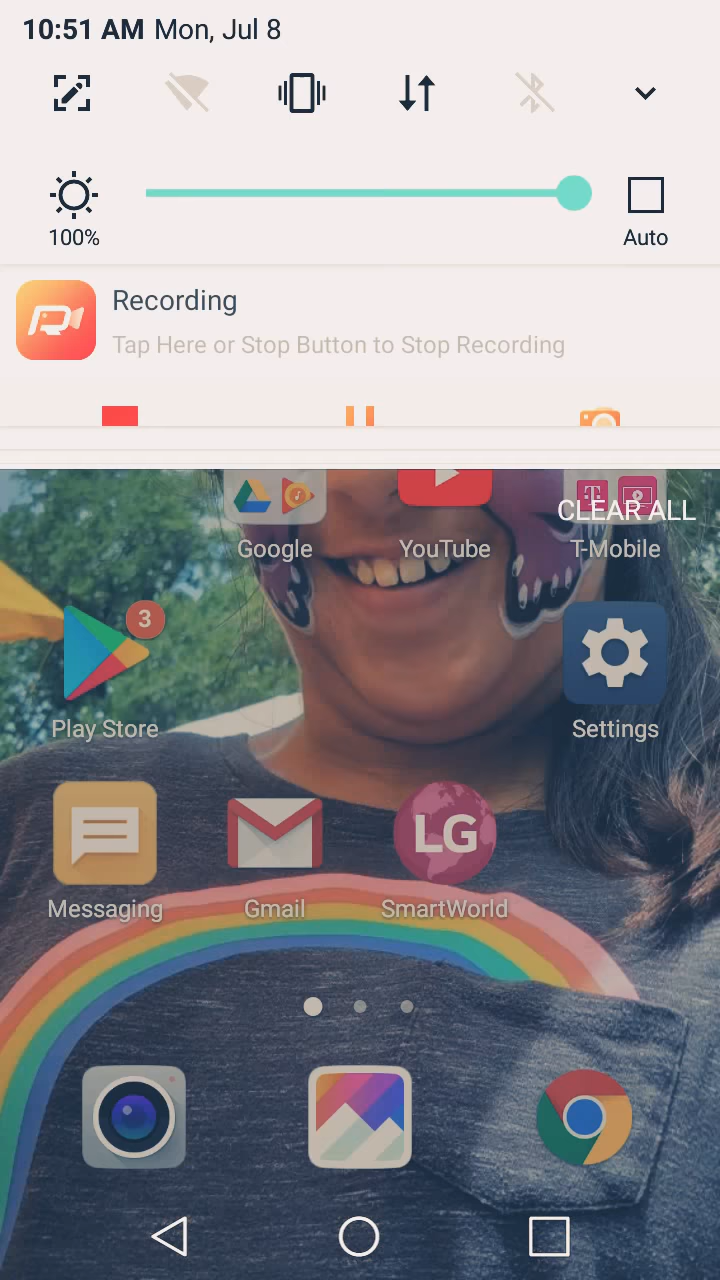 10:51 AM Mon, Jul 8
100%
Auto
Recording
Tap Here or Stop Button to Stop Recording
CLEAR ALL
Google
YouTube
T-Mobile
T
3
Play Store
Settings
LG
Messaging
Gmail
SmartWorld